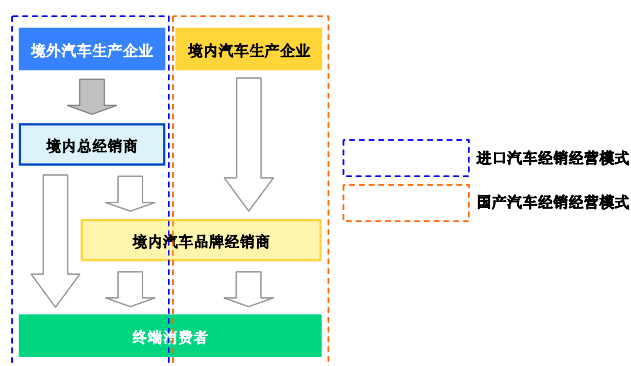 境外汽车生产企业
境内汽车生产企业
境内总经销商
进口汽车经销经营模式
国产汽车经销经营模式
境内汽车品牌经销商
终端消费者